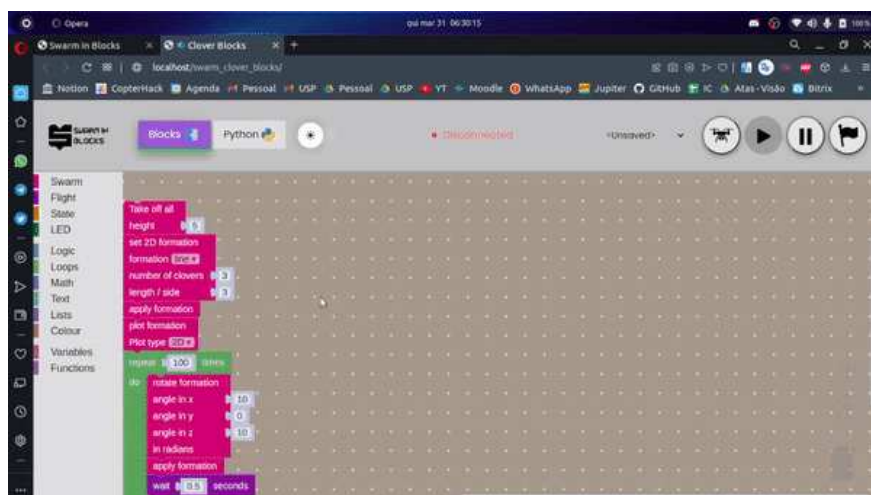 Opera
qui mar 31 06:30:15
100%
Swarm in Blocks
Clover Blocks
localhost/swarm_clover_blocks/
Notion CopterHack Agenda Pessoal USP Pessoal USP YT Moodle WhatsApp Jupiter GitHub IC Atas-Visão Bitrix
SWARM IN
BLOCKS
Blocks
Python
Disconnected
<Unsaved>
Swarm
Flight
State
LED
Logic
Loops
Math
Text
Lists
Colour
Variables
Functions
Take off all
height
set 2D formation
formation line
number of clovers 3
length / side 3
apply formation
plot formation
Plot type 2D
repeat 100 times
do rotate formation
angle in x 10
angle in y 0
angle in z 10
in radians
apply formation
wait 0.5 seconds